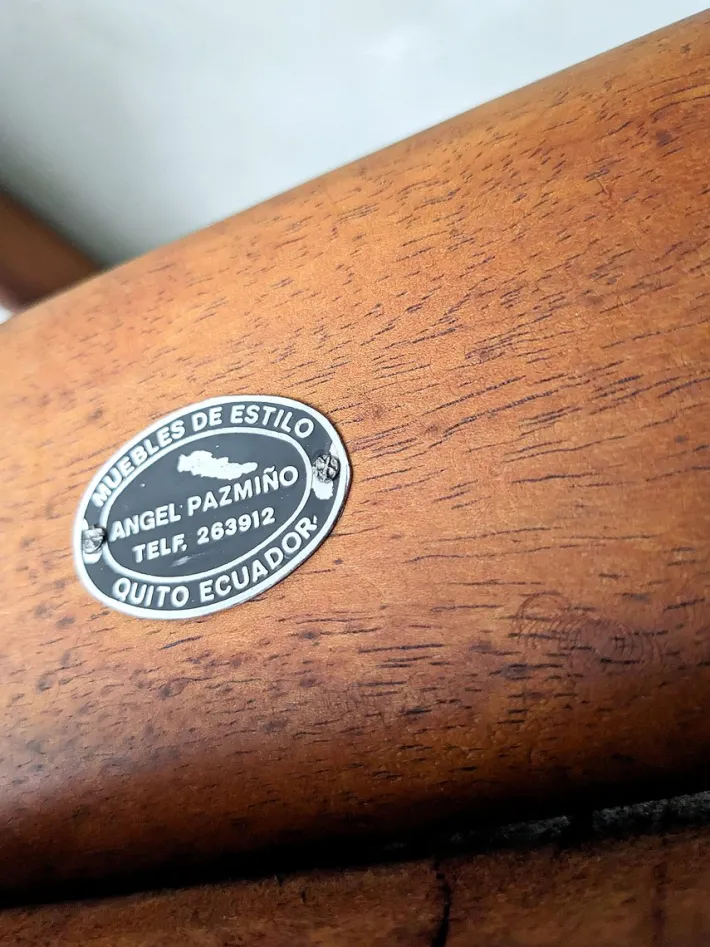 MUEBLES DE ESTILO
ANGEL PAZMIÑO
TELF. 263912
QUITO ECUADOR